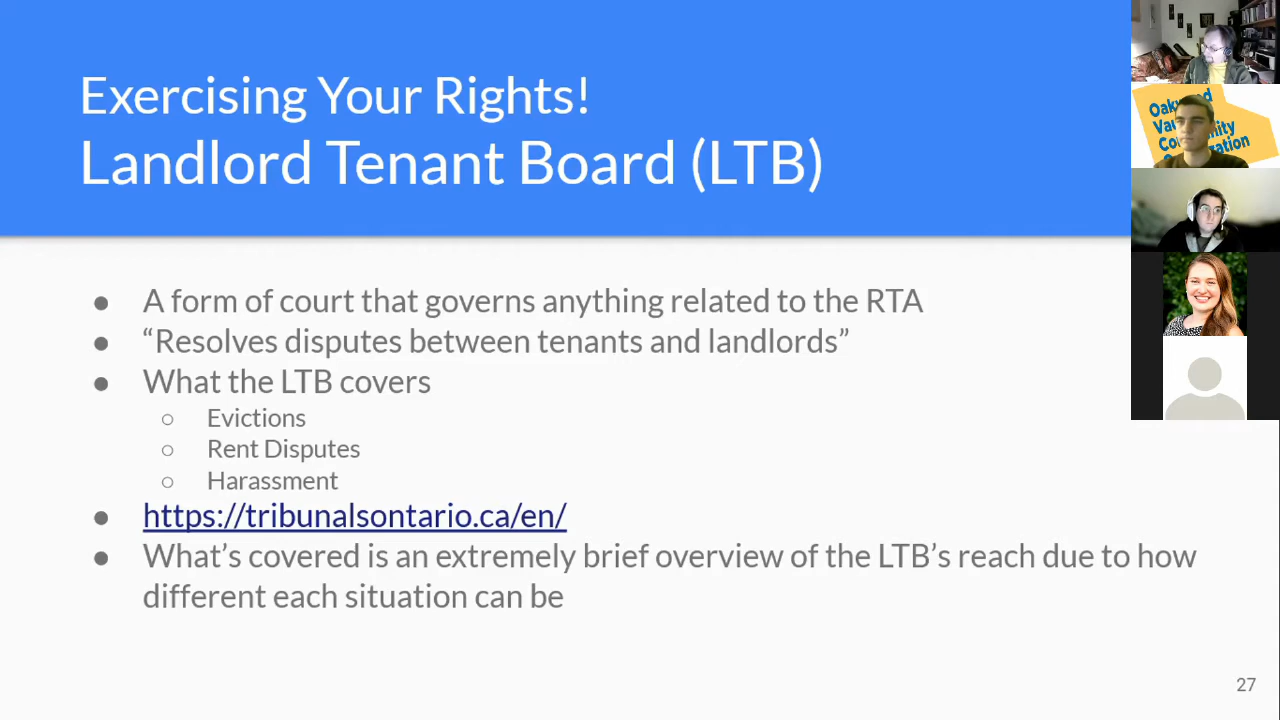 Exercising Your Rights!
Landlord Tenant Board (LTB)
● A form of court that governs anything related to the RTA
● “Resolves disputes between tenants and landlords”
● What the LTB covers
○ Evictions
○ Rent Disputes
○ Harassment
● https://tribunalsontario.ca/en/
● What’s covered is an extremely brief overview of the LTB’s reach due to how
different each situation can be
27